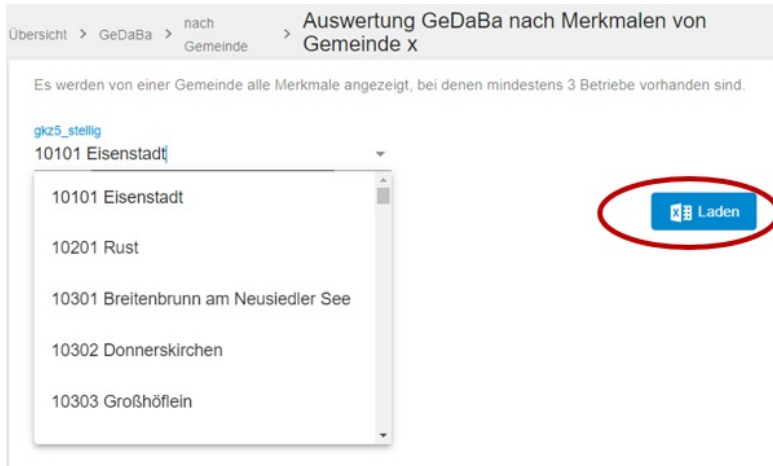 Übersicht > GeDaBa > nach Gemeinde > Auswertung GeDaBa nach Merkmalen von Gemeinde x
Es werden von einer Gemeinde alle Merkmale angezeigt, bei denen mindestens 3 Betriebe vorhanden sind.
gkz5_stellig
10101 Eisenstadt
10101 Eisenstadt
10201 Rust
Laden
10301 Breitenbrunn am Neusiedler See
10302 Donnerskirchen
10303 Großhöflein